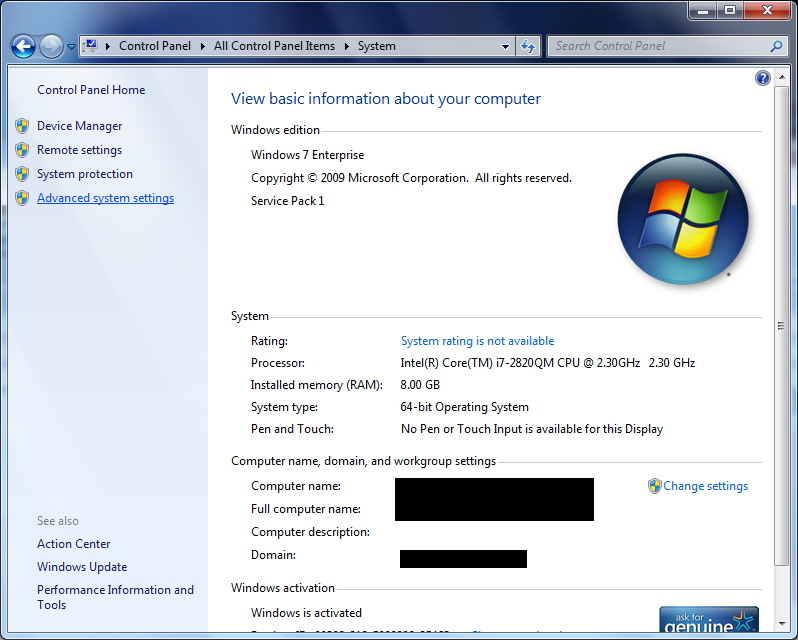 Control Panel ▸ All Control Panel Items ▸ System
Search Control Panel
Control Panel Home
Device Manager
Remote settings
System protection
Advanced system settings
See also
Action Center
Windows Update
Performance Information and
Tools
View basic information about your computer
Windows edition
Windows 7 Enterprise
Copyright © 2009 Microsoft Corporation.  All rights reserved.
Service Pack 1
System
Rating: System rating is not available
Processor: Intel(R) Core(TM) i7-2820QM CPU @ 2.30GHz   2.30 GHz
Installed memory (RAM): 8.00 GB
System type: 64-bit Operating System
Pen and Touch: No Pen or Touch Input is available for this Display
Computer name, domain, and workgroup settings
Computer name:
Change settings
Full computer name:
Computer description:
Domain:
Windows activation
Windows is activated
ask for
genuine